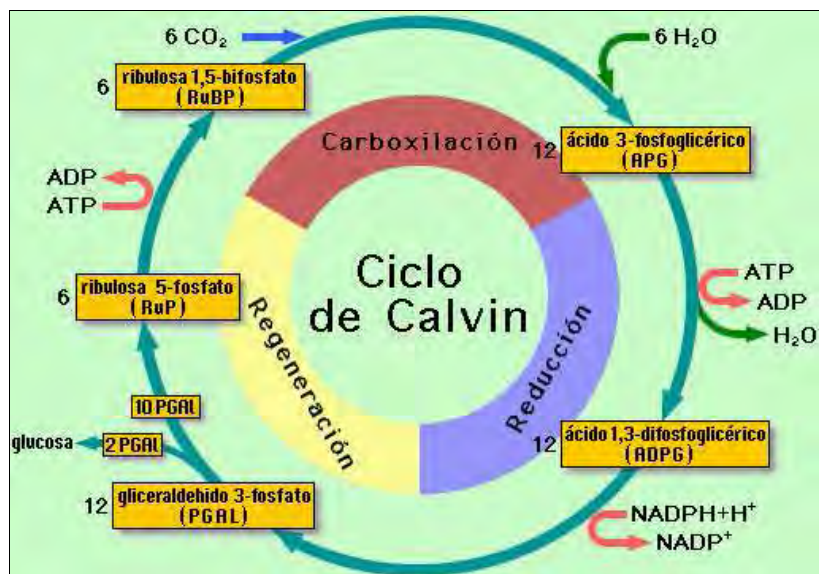 6 CO₂
6 H₂O
6 ribulosa 1,5-bifosfato
(RuBP)
Carboxilación
12 ácido 3-fosfoglicérico
(APG)
ADP
ATP
ATP
ADP
H₂O
6 ribulosa 5-fosfato
(RuP)
Ciclo
de Calvin
Regeneración
Reducción
10 PGAl
glucosa
2 PGAl
12 ácido 1,3-difosfoglicérico
(ADPG)
12 gliceraldehido 3-fosfato
(PGAL)
NADPH+H⁺
NADP⁺